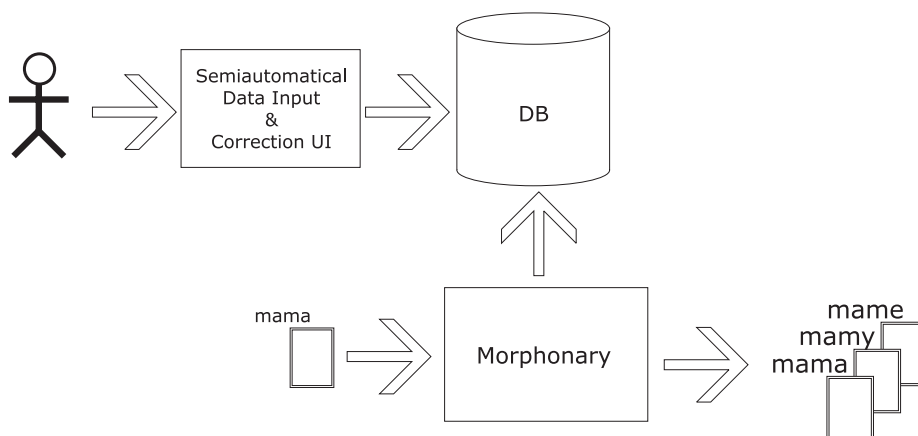 Semiautomatical
Data Input
&
Correction UI
DB
mama
Morphonary
mame
mamy
mama